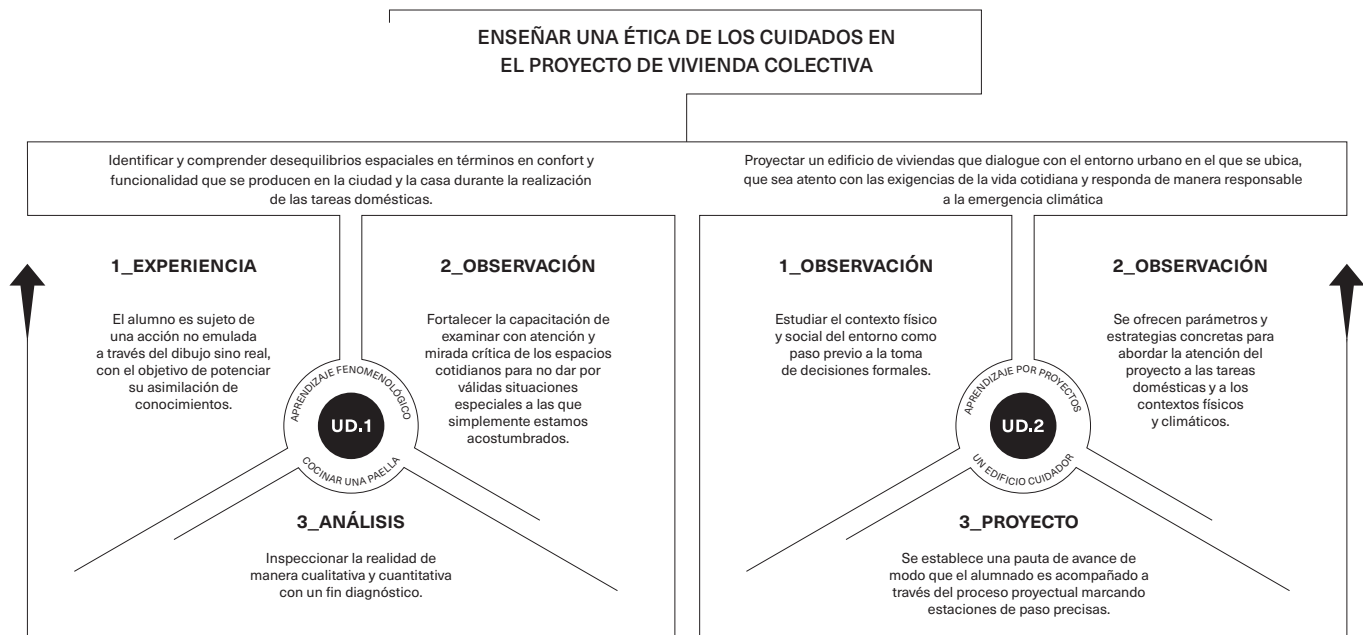 ENSEÑAR UNA ÉTICA DE LOS CUIDADOS EN
EL PROYECTO DE VIVIENDA COLECTIVA
Identificar y comprender desequilibrios espaciales en términos en confort y
funcionalidad que se producen en la ciudad y la casa durante la realización
de las tareas domésticas.
Proyectar un edificio de viviendas que dialogue con el entorno urbano en el que se ubica,
que sea atento con las exigencias de la vida cotidiana y responda de manera responsable
a la emergencia climática
1_EXPERIENCIA
El alumno es sujeto de
una acción no emulada
a través del dibujo sino real,
con el objetivo de potenciar
su asimilación de
conocimientos.
2_OBSERVACIÓN
Fortalecer la capacitación de
examinar con atención y
mirada crítica de los espacios
cotidianos para no dar por
válidas situaciones
especiales a las que
simplemente estamos
acostumbrados.
APRENDIZAJE FENOMENOLÓGICO
UD.1
COCINAR UNA PAELLA
3_ANÁLISIS
Inspeccionar la realidad de
manera cualitativa y cuantitativa
con un fin diagnóstico.
1_OBSERVACIÓN
Estudiar el contexto físico
y social del entorno como
paso previo a la toma
de decisiones formales.
2_OBSERVACIÓN
Se ofrecen parámetros y
estrategias concretas para
abordar la atención del
proyecto a las tareas
domésticas y a los
contextos físicos
y climáticos.
APRENDIZAJE POR PROYECTOS
UD.2
UN EDIFICIO CUIDADOR
3_PROYECTO
Se establece una pauta de avance de
modo que el alumnado es acompañado a
través del proceso proyectual marcando
estaciones de paso precisas.